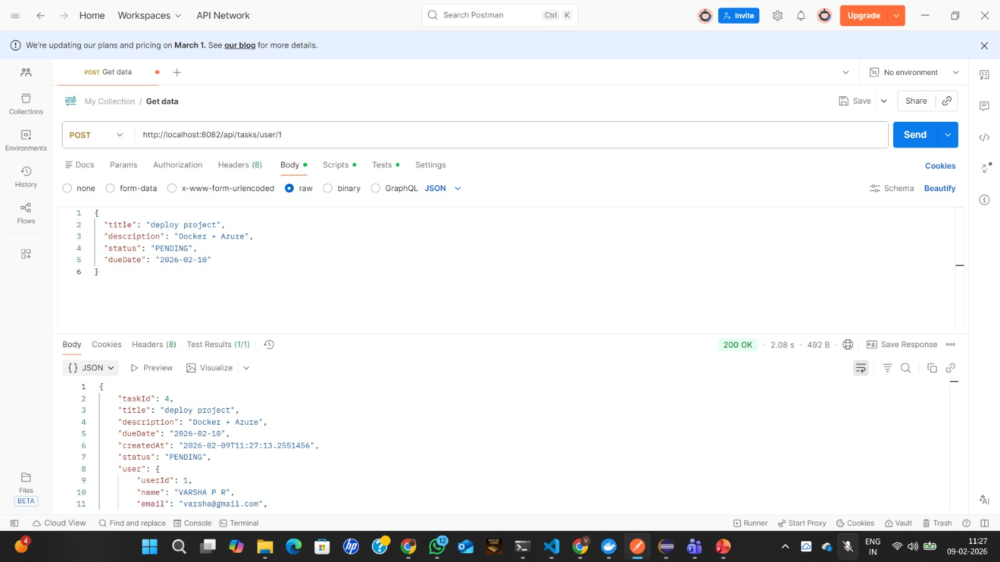 Home Workspaces API Network Search Postman Ctrl K Invite Upgrade
We're updating our plans and pricing on March 1. See our blog for more details.
POST Get data No environment
HTTP My Collection / Get data Save Share
Collections
POST http://localhost:8082/api/tasks/user/1 Send
Environments
Docs Params Authorization Headers (8) Body Scripts Tests Settings Cookies
History
none form-data x-www-form-urlencoded raw binary GraphQL JSON Schema Beautify
Flows
1 {
2 "title": "deploy project",
3 "description": "Docker + Azure",
4 "status": "PENDING",
5 "dueDate": "2026-02-10"
6 }
Body Cookies Headers (8) Test Results (1/1) 200 OK 2.08 s 492 B e.g. Save Response
{} JSON Preview Visualize
1 {
2 "taskId": 4,
3 "title": "deploy project",
4 "description": "Docker + Azure",
5 "dueDate": "2026-02-10",
6 "createdAt": "2026-02-09T11:27:13.2551456",
7 "status": "PENDING",
8 "user": {
9 "userId": 1,
10 "name": "VARSHA P R",
11 "email": "varsha@gmail.com",
Files
BETA
AI
Cloud View Find and replace Console Terminal Runner Start Proxy Cookies Vault Trash
4 hp 12 V ENG 11:27
IN 09-02-2026